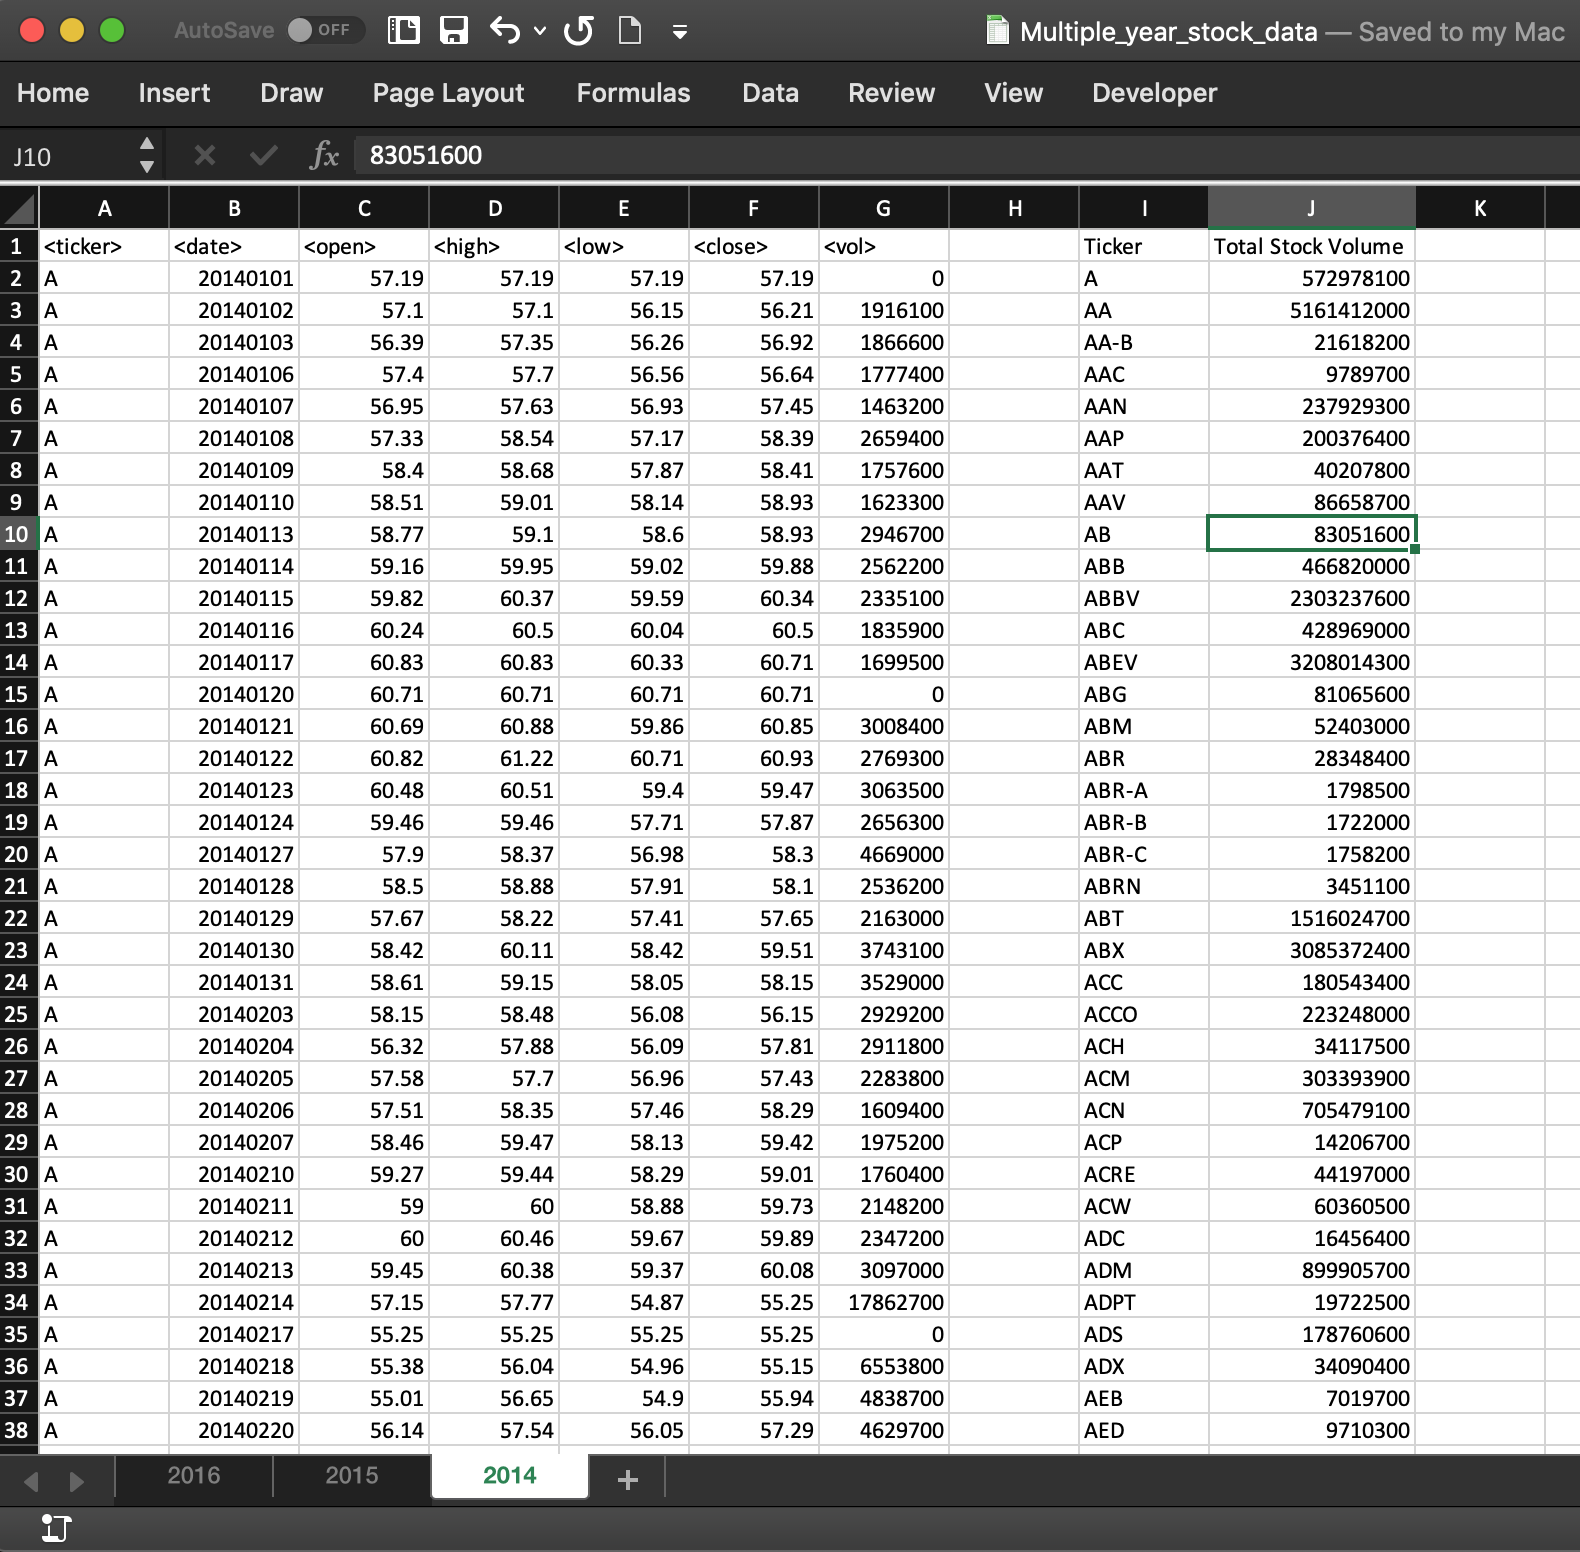 AutoSave OFF Multiple_year_stock_data — Saved to my Mac
Home Insert Draw Page Layout Formulas Data Review View Developer
J10 fx 83051600
A B C D E F G H I J K
1 <ticker> <date> <open> <high> <low> <close> <vol> Ticker Total Stock Volume
2 A 20140101 57.19 57.19 57.19 57.19 0 A 572978100
3 A 20140102 57.1 57.1 56.15 56.21 1916100 AA 5161412000
4 A 20140103 56.39 57.35 56.26 56.92 1866600 AA-B 21618200
5 A 20140106 57.4 57.7 56.56 56.64 1777400 AAC 9789700
6 A 20140107 56.95 57.63 56.93 57.45 1463200 AAN 237929300
7 A 20140108 57.33 58.54 57.17 58.39 2659400 AAP 200376400
8 A 20140109 58.4 58.68 57.87 58.41 1757600 AAT 40207800
9 A 20140110 58.51 59.01 58.14 58.93 1623300 AAV 86658700
10 A 20140113 58.77 59.1 58.6 58.93 2946700 AB 83051600
11 A 20140114 59.16 59.95 59.02 59.88 2562200 ABB 466820000
12 A 20140115 59.82 60.37 59.59 60.34 2335100 ABBV 2303237600
13 A 20140116 60.24 60.5 60.04 60.5 1835900 ABC 428969000
14 A 20140117 60.83 60.83 60.33 60.71 1699500 ABEV 3208014300
15 A 20140120 60.71 60.71 60.71 60.71 0 ABG 81065600
16 A 20140121 60.69 60.88 59.86 60.85 3008400 ABM 52403000
17 A 20140122 60.82 61.22 60.71 60.93 2769300 ABR 28348400
18 A 20140123 60.48 60.51 59.4 59.47 3063500 ABR-A 1798500
19 A 20140124 59.46 59.46 57.71 57.87 2656300 ABR-B 1722000
20 A 20140127 57.9 58.37 56.98 58.3 4669000 ABR-C 1758200
21 A 20140128 58.5 58.88 57.91 58.1 2536200 ABRN 3451100
22 A 20140129 57.67 58.22 57.41 57.65 2163000 ABT 1516024700
23 A 20140130 58.42 60.11 58.42 59.51 3743100 ABX 3085372400
24 A 20140131 58.61 59.15 58.05 58.15 3529000 ACC 180543400
25 A 20140203 58.15 58.48 56.08 56.15 2929200 ACCO 223248000
26 A 20140204 56.32 57.88 56.09 57.81 2911800 ACH 34117500
27 A 20140205 57.58 57.7 56.96 57.43 2283800 ACM 303393900
28 A 20140206 57.51 58.35 57.46 58.29 1609400 ACN 705479100
29 A 20140207 58.46 59.47 58.13 59.42 1975200 ACP 14206700
30 A 20140210 59.27 59.44 58.29 59.01 1760400 ACRE 44197000
31 A 20140211 59 60 58.88 59.73 2148200 ACW 60360500
32 A 20140212 60 60.46 59.67 59.89 2347200 ADC 16456400
33 A 20140213 59.45 60.38 59.37 60.08 3097000 ADM 899905700
34 A 20140214 57.15 57.77 54.87 55.25 17862700 ADPT 19722500
35 A 20140217 55.25 55.25 55.25 55.25 0 ADS 178760600
36 A 20140218 55.38 56.04 54.96 55.15 6553800 ADX 34090400
37 A 20140219 55.01 56.65 54.9 55.94 4838700 AEB 7019700
38 A 20140220 56.14 57.54 56.05 57.29 4629700 AED 9710300
2016 2015 2014 +